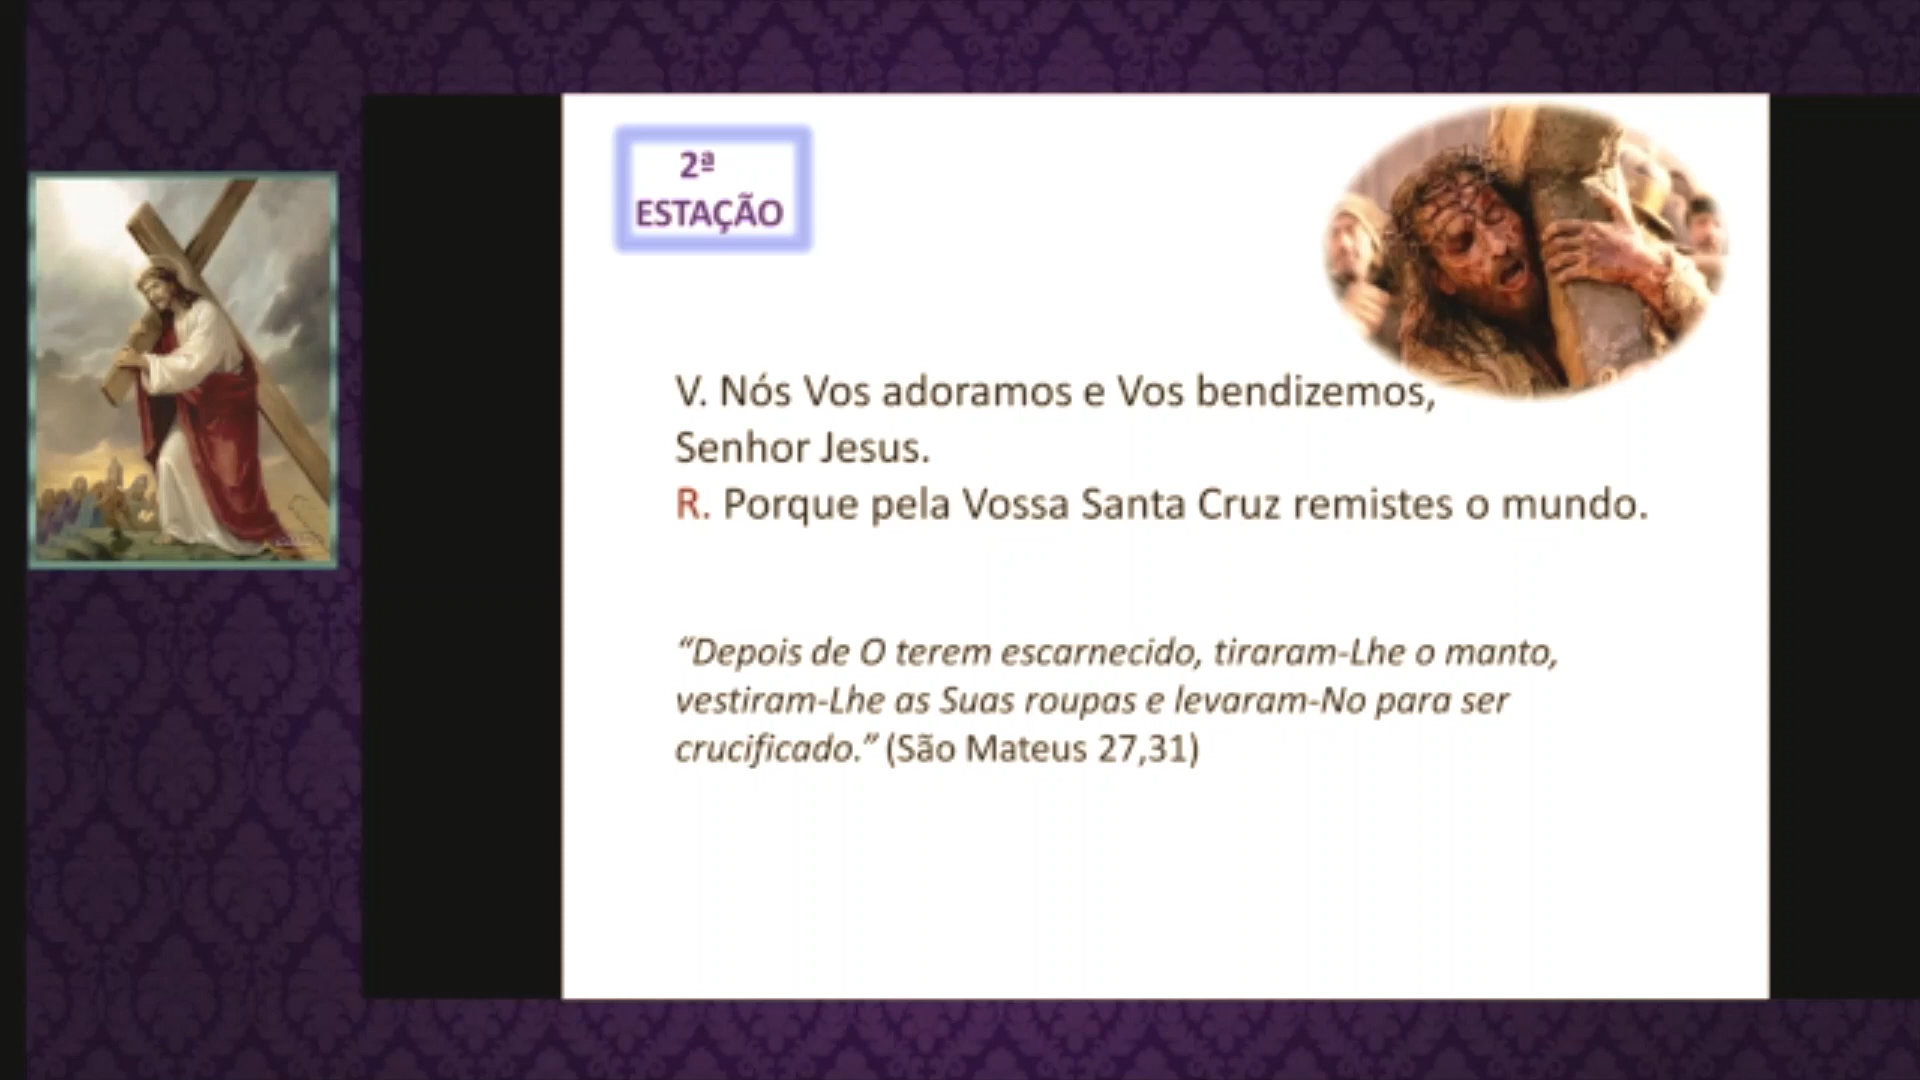 2ª
ESTAÇÃO
V. Nós Vos adoramos e Vos bendizemos,
Senhor Jesus.
R. Porque pela Vossa Santa Cruz remistes o mundo.
“Depois de O terem escarnecido, tiraram-Lhe o manto,
vestiram-Lhe as Suas roupas e levaram-No para ser
crucificado.” (São Mateus 27,31)